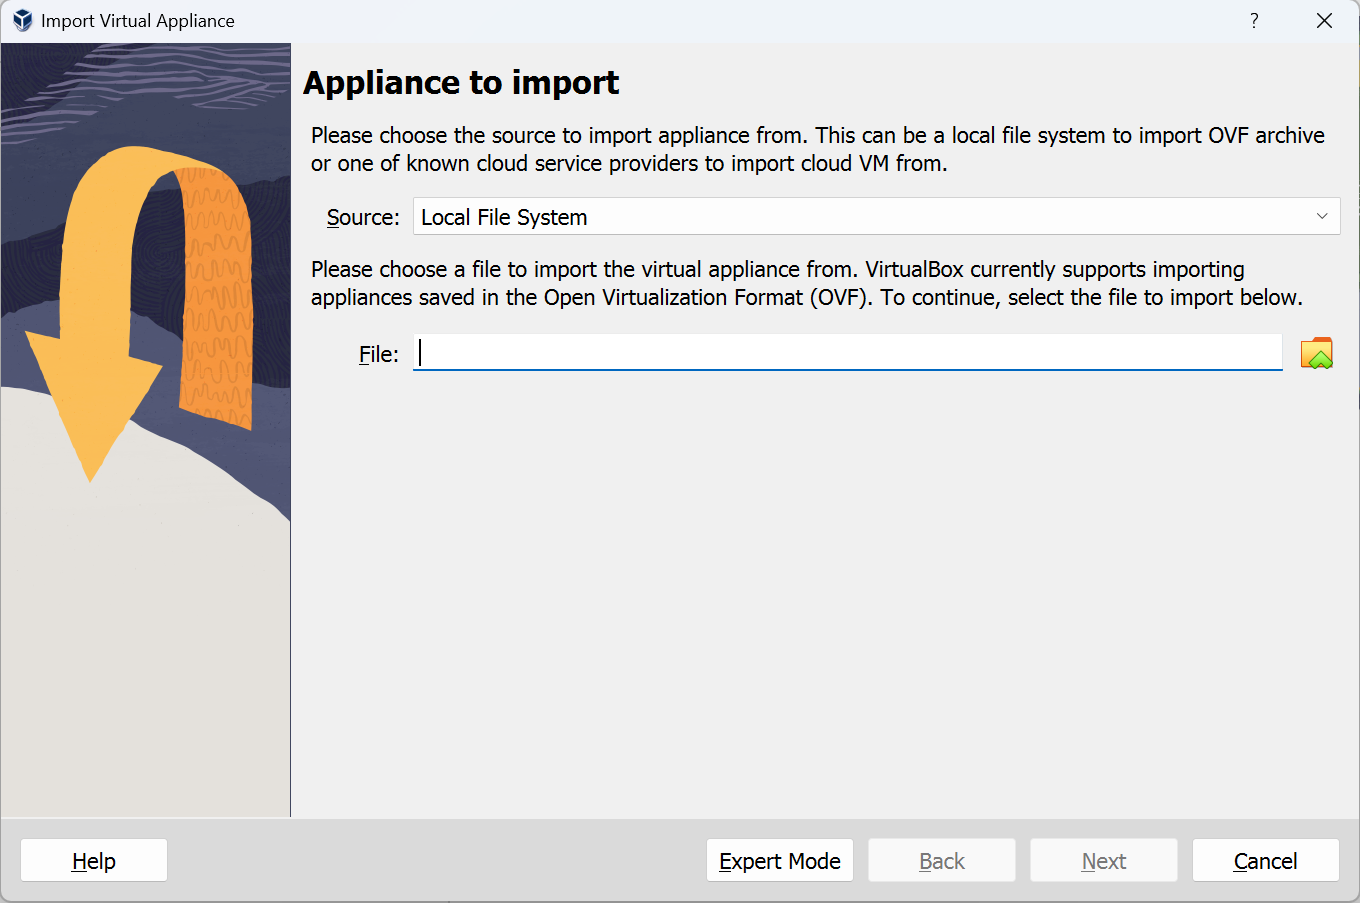 Import Virtual Appliance
?
Appliance to import
Please choose the source to import appliance from. This can be a local file system to import OVF archive
or one of known cloud service providers to import cloud VM from.
Source: Local File System
Please choose a file to import the virtual appliance from. VirtualBox currently supports importing
appliances saved in the Open Virtualization Format (OVF). To continue, select the file to import below.
File:
Help Expert Mode Back Next Cancel